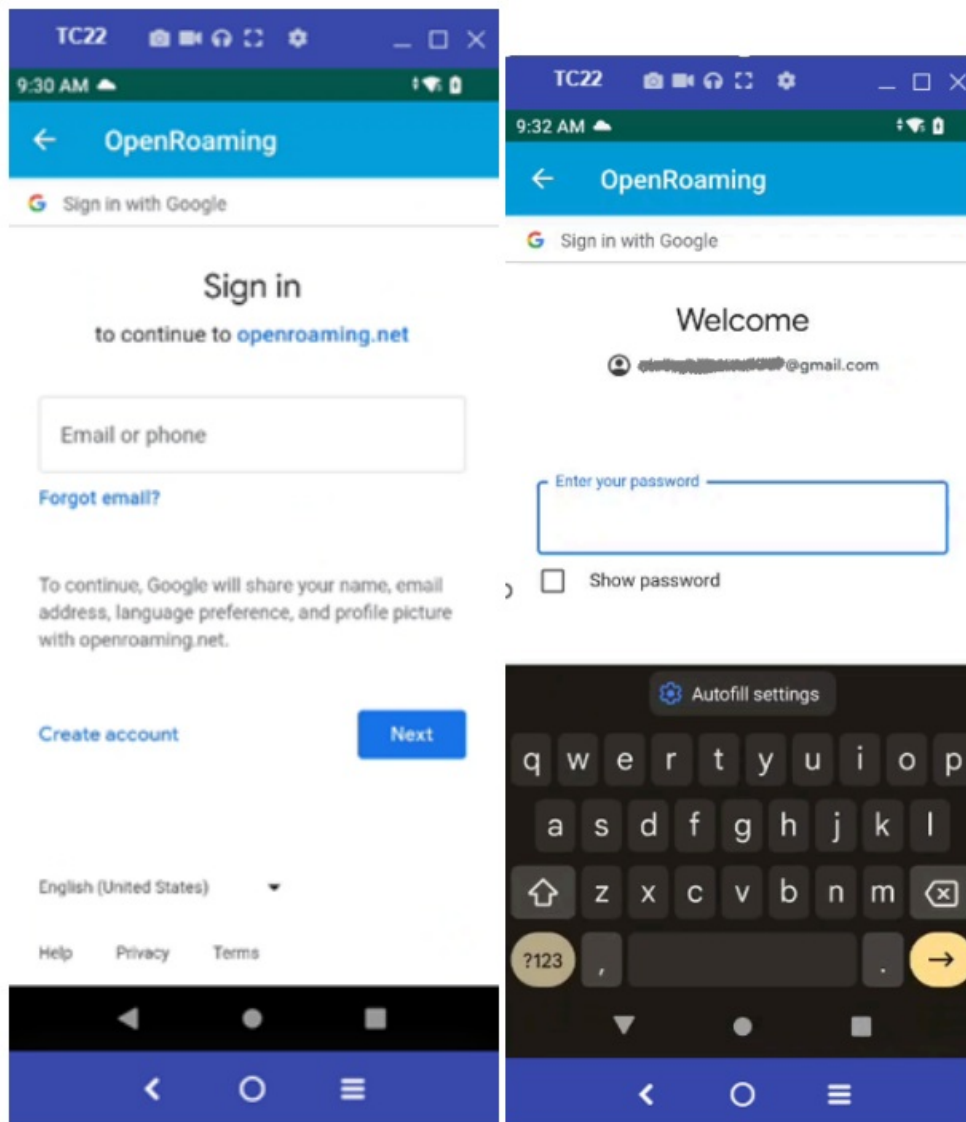 TC22
9:30 AM
OpenRoaming
Sign in with Google
Sign in
to continue to openroaming.net
Email or phone
Forgot email?
To continue, Google will share your name, email
address, language preference, and profile picture
with openroaming.net.
Create account
Next
English (United States)
Help Privacy Terms
TC22
9:32 AM
OpenRoaming
Sign in with Google
Welcome
@gmail.com
Enter your password
Show password
Autofill settings
q w e r t y u i o p
a s d f g h j k l
z x c v b n m
?123 , .